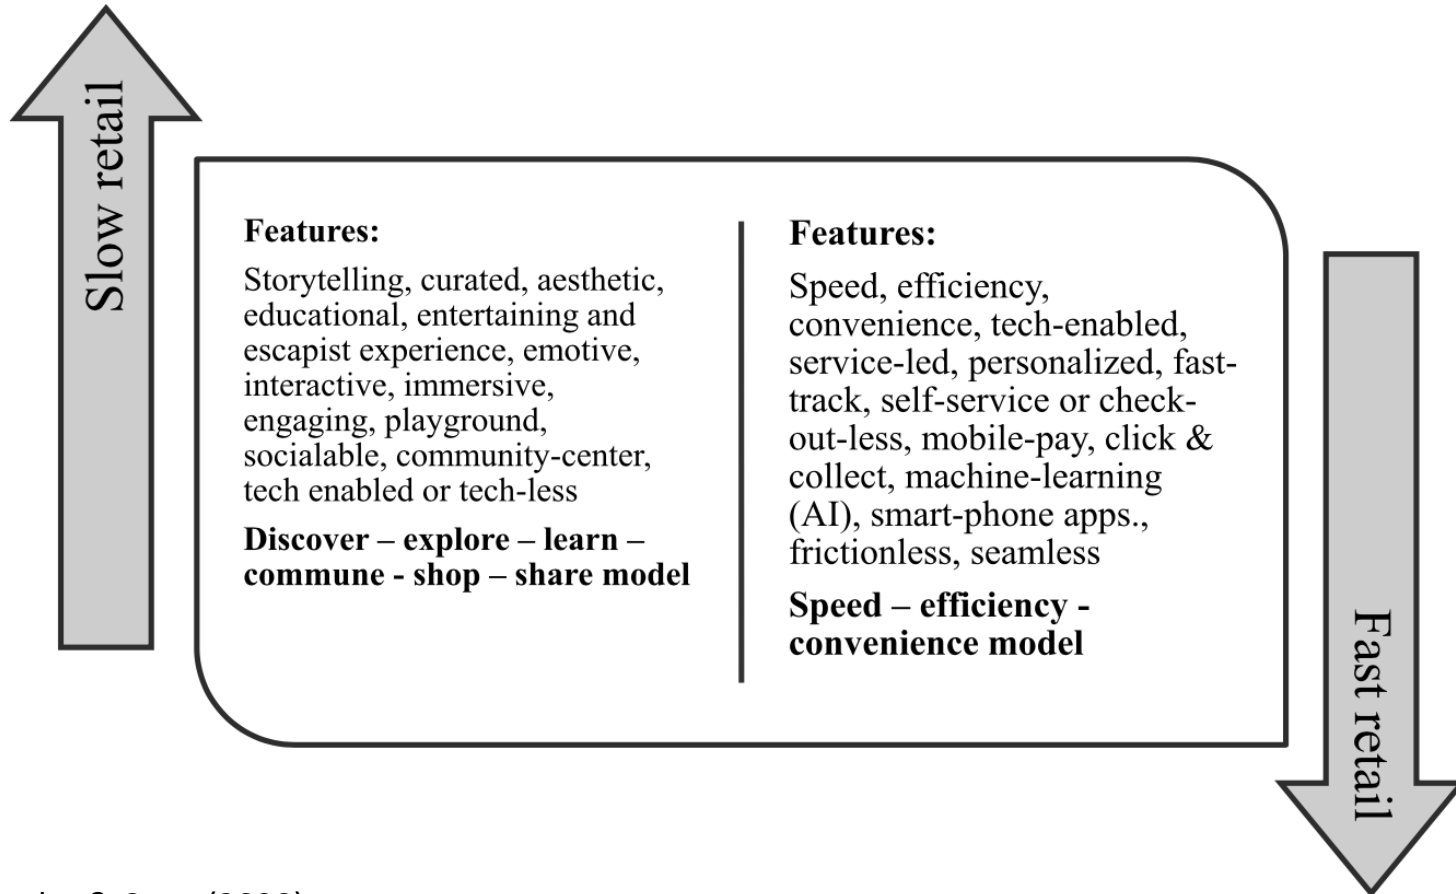 Slow retail
Features:
Storytelling, curated, aesthetic,
educational, entertaining and
escapist experience, emotive,
interactive, immersive,
engaging, playground,
socialable, community-center,
tech enabled or tech-less
Discover – explore – learn –
commune - shop – share model
Features:
Speed, efficiency,
convenience, tech-enabled,
service-led, personalized, fast-
track, self-service or check-
out-less, mobile-pay, click &
collect, machine-learning
(AI), smart-phone apps.,
frictionless, seamless
Speed – efficiency -
convenience model
Fast retail